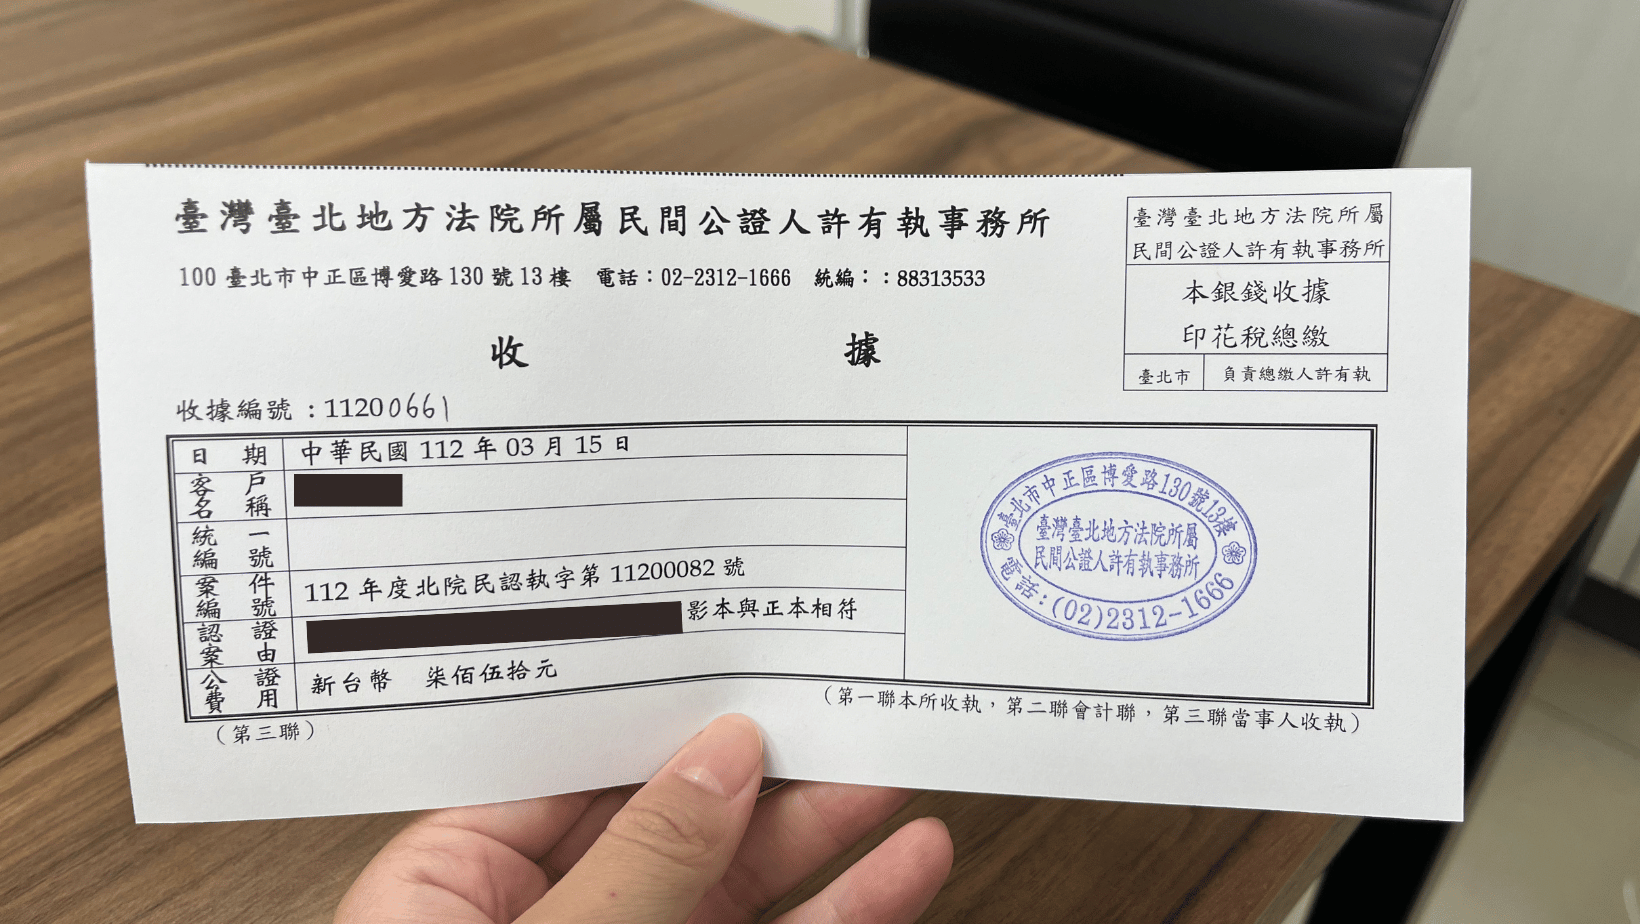 臺灣臺北地方法院所屬民間公證人許有執事務所
100 臺北市中正區博愛路 130 號 13 樓 電話：02-2312-1666 統編：：88313533
臺灣臺北地方法院所屬
民間公證人許有執事務所
本銀錢收據
印花稅總繳
臺北市 負責總繳人許有執
收 據
收據編號：11200661
日期 中華民國 112 年 03 月 15 日
客戶名稱
統一編號
案件編號 112 年度北院民認執字第 11200082 號
認證案由 影本與正本相符
公證費用 新台幣 柒佰伍拾元
臺北市中正區博愛路130號13樓
臺灣臺北地方法院所屬
民間公證人許有執事務所
電話：(02)2312-1666
（第三聯）
（第一聯本所收執，第二聯會計聯，第三聯當事人收執）